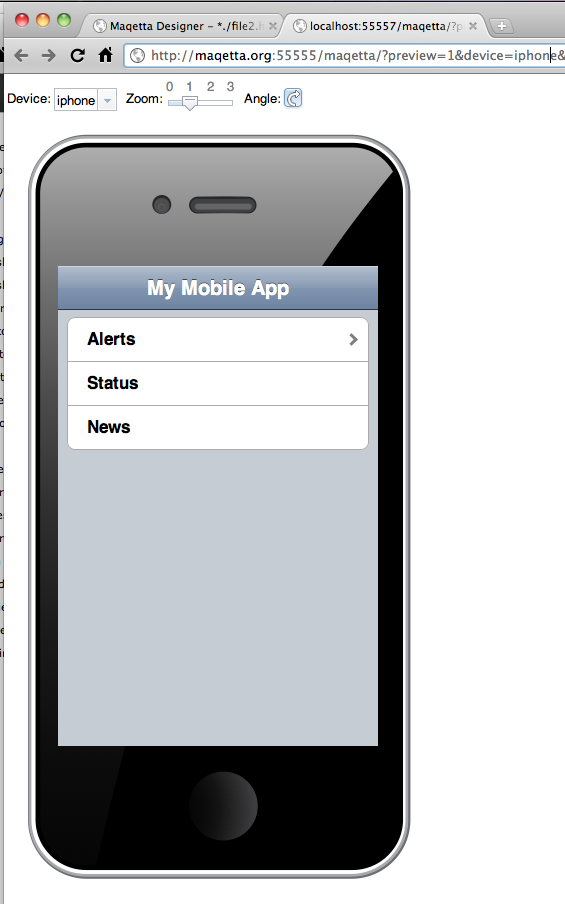 Maqetta Designer – *./file2.h
localhost:55557/maqetta/?p
http://maqetta.org:55555/maqetta/?preview=1&device=iphone&
Device: iphone Zoom: 0 1 2 3 Angle:
My Mobile App
Alerts
Status
News